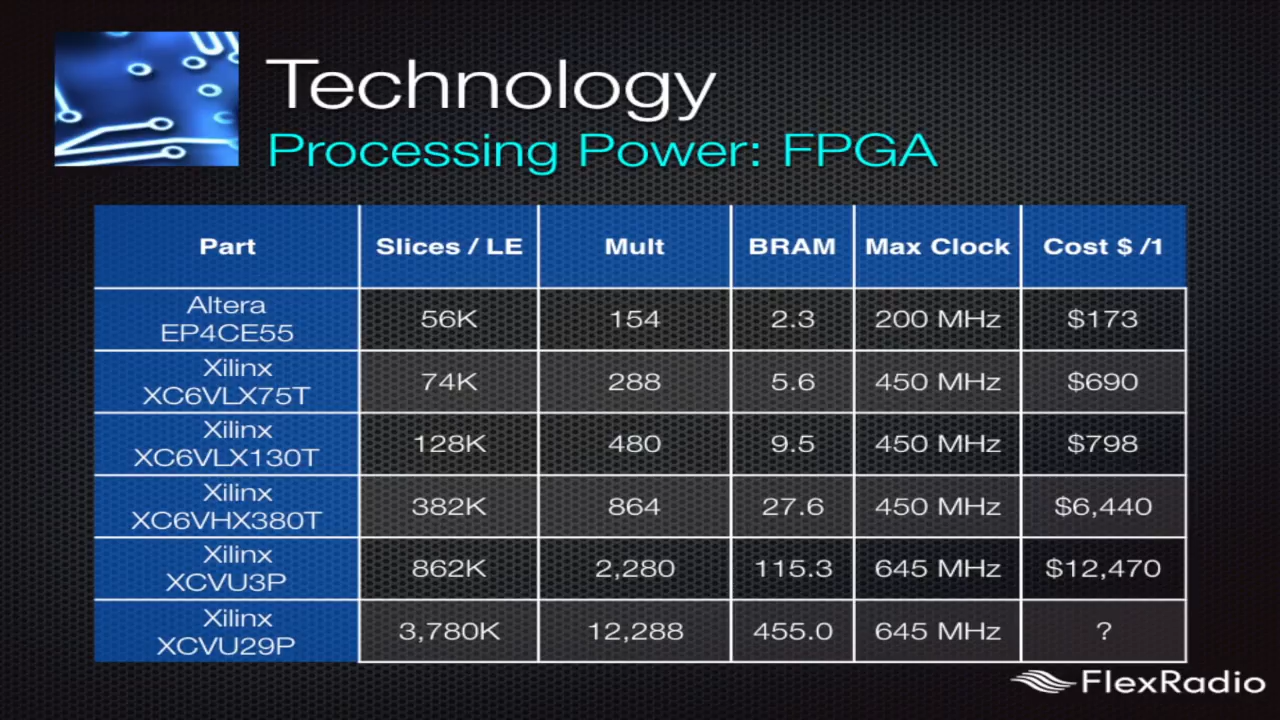 Technology
Processing Power: FPGA
Part Slices / LE Mult BRAM Max Clock Cost $ /1
Altera
EP4CE55 56K 154 2.3 200 MHz $173
Xilinx
XC6VLX75T 74K 288 5.6 450 MHz $690
Xilinx
XC6VLX130T 128K 480 9.5 450 MHz $798
Xilinx
XC6VHX380T 382K 864 27.6 450 MHz $6,440
Xilinx
XCVU3P 862K 2,280 115.3 645 MHz $12,470
Xilinx
XCVU29P 3,780K 12,288 455.0 645 MHz ?
FlexRadio